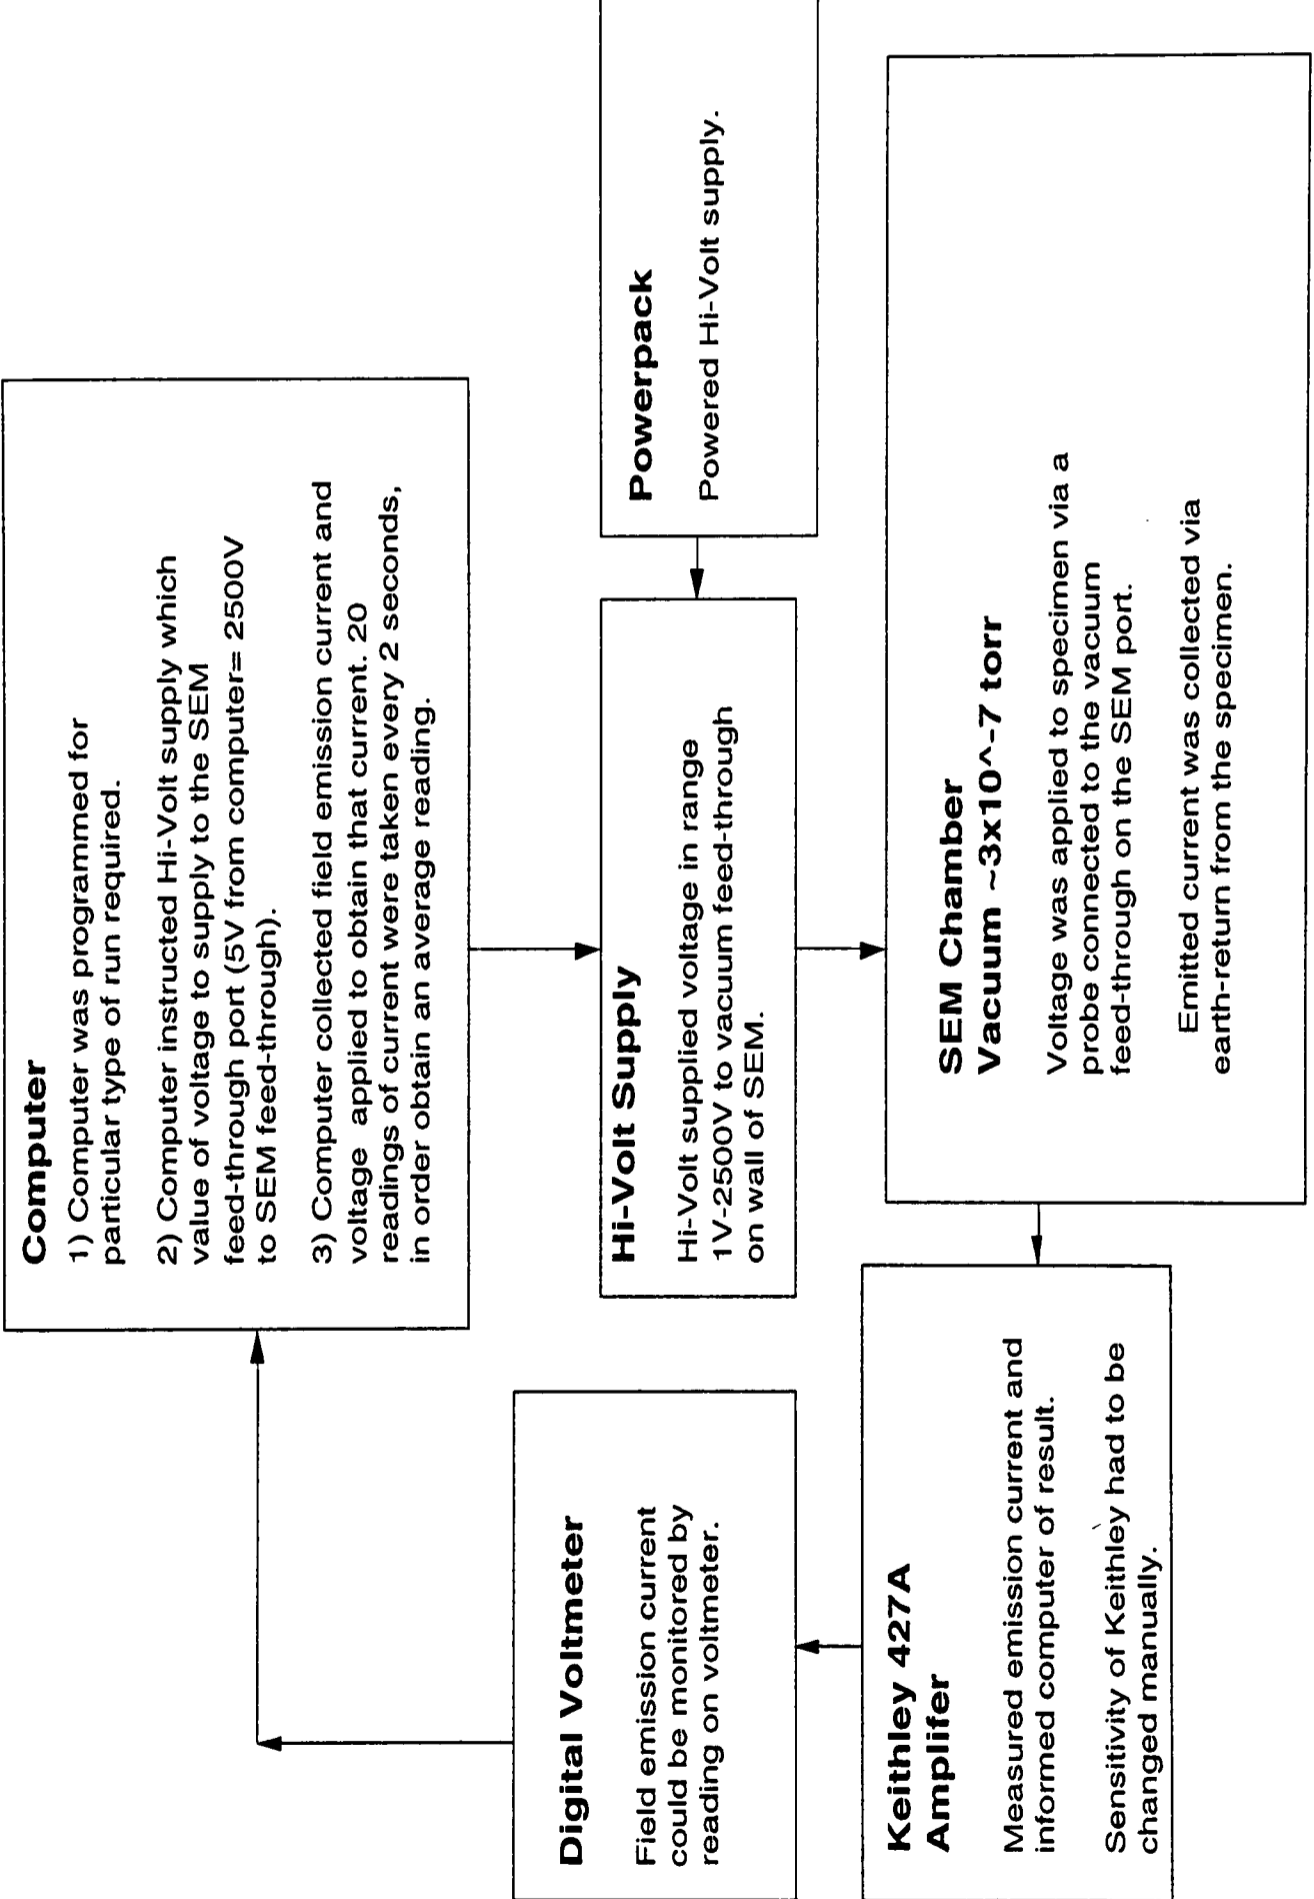 Computer
1) Computer was programmed for
particular type of run required.
2) Computer instructed Hi-Volt supply which
value of voltage to supply to the SEM
feed-through port (5V from computer= 2500V
to SEM feed-through).
3) Computer collected field emission current and
voltage applied to obtain that current. 20
readings of current were taken every 2 seconds,
in order obtain an average reading.
Digital Voltmeter
Field emission current
could be monitored by
reading on voltmeter.
Hi-Volt Supply
Hi-Volt supplied voltage in range
1V-2500V to vacuum feed-through
on wall of SEM.
Powerpack
Powered Hi-Volt supply.
Keithley 427A
Amplifer
Measured emission current and
informed computer of result.
Sensitivity of Keithley had to be
changed manually.
SEM Chamber
Vacuum ~3x10^-7 torr
Voltage was applied to specimen via a
probe connected to the vacuum
feed-through on the SEM port.
Emitted current was collected via
earth-return from the specimen.